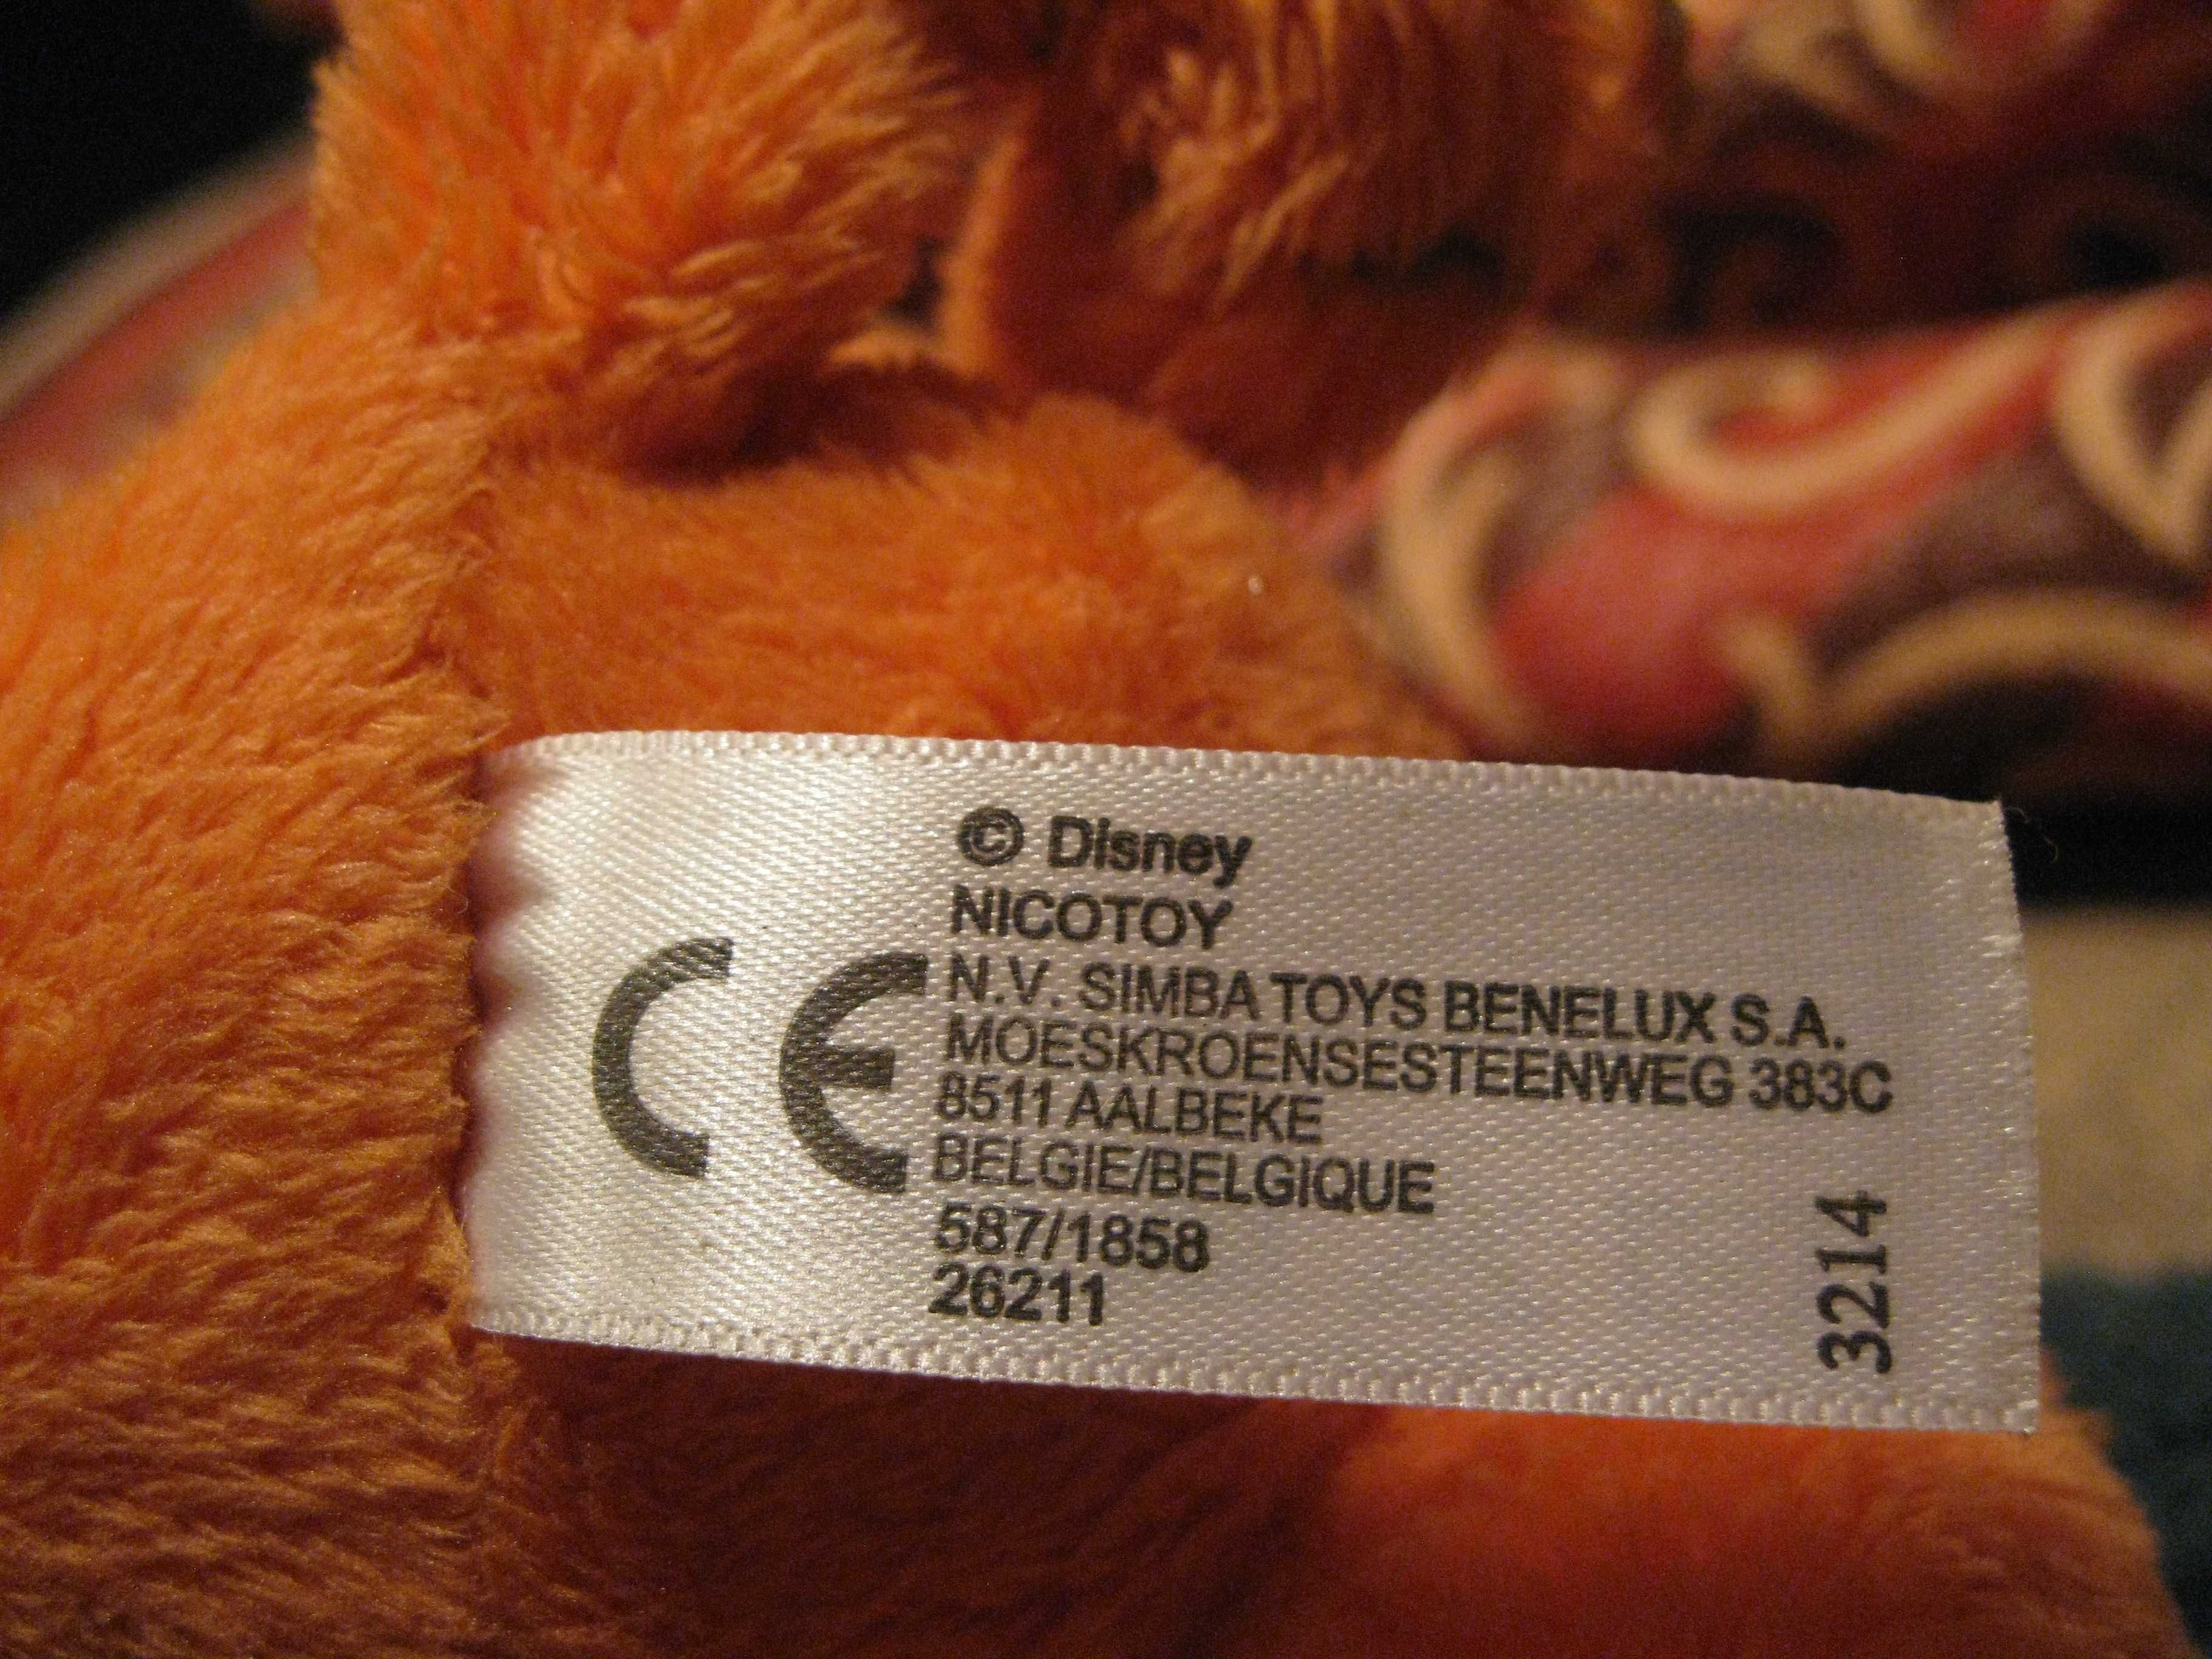 © Disney
NICOTOY
CE
N.V. SIMBA TOYS BENELUX S.A.
MOESKROENSESTEENWEG 383C
8511 AALBEKE
BELGIE/BELGIQUE
587/1858
26211
3214